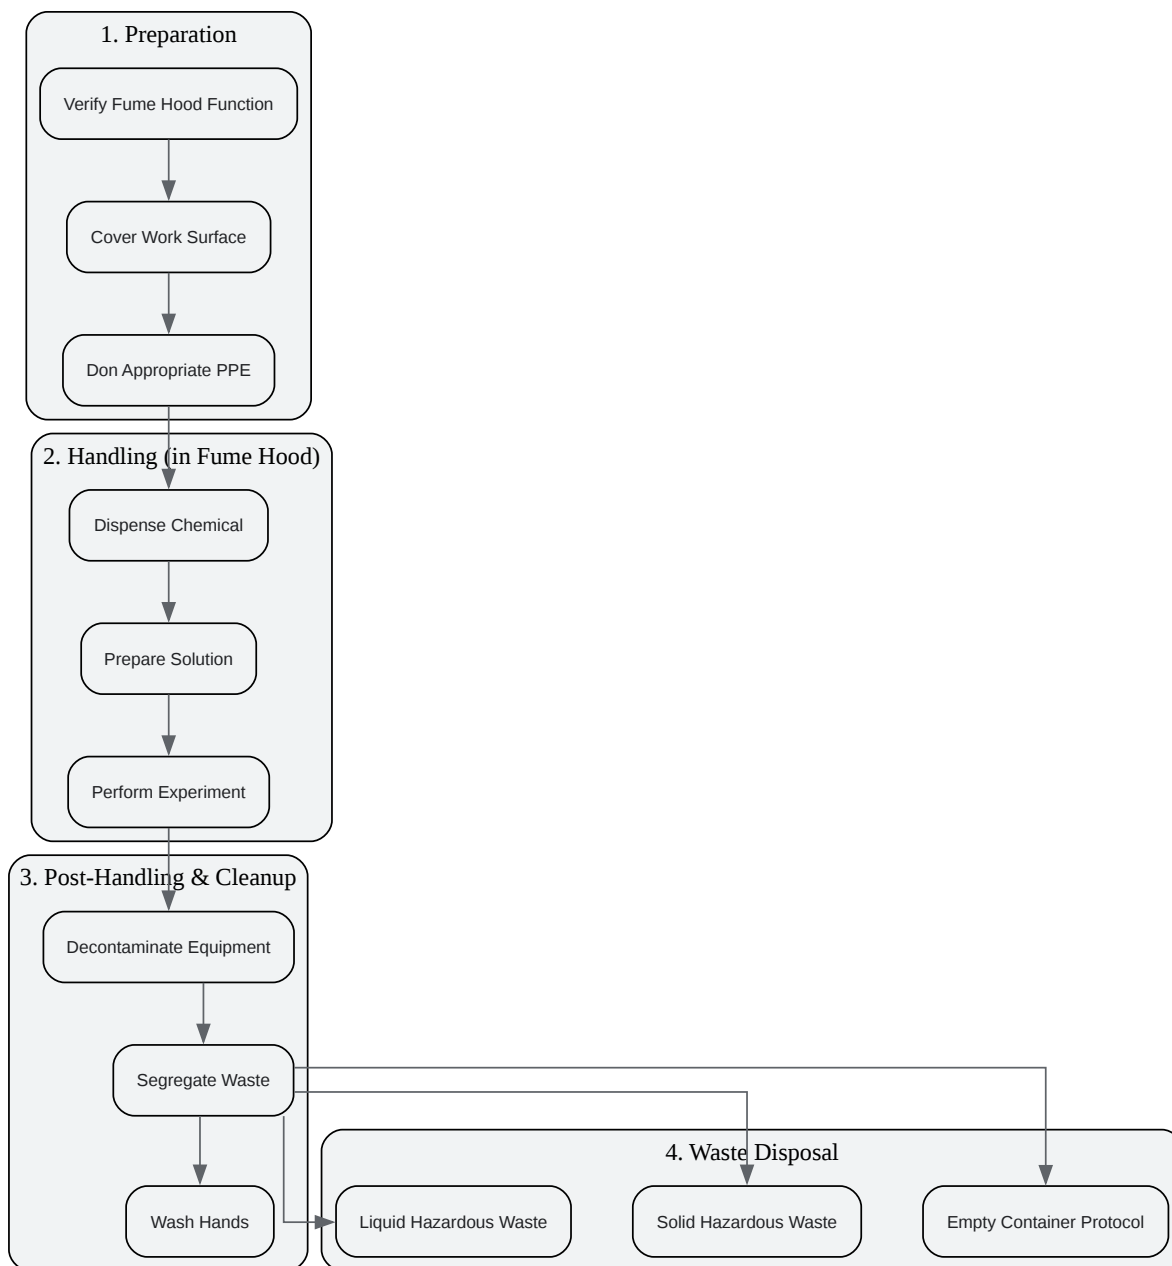 1. Preparation
Verify Fume Hood Function
Cover Work Surface
Don Appropriate PPE
2. Handling (in Fume Hood)
Dispense Chemical
Prepare Solution
Perform Experiment
3. Post-Handling & Cleanup
Decontaminate Equipment
Segregate Waste
Wash Hands
4. Waste Disposal
Liquid Hazardous Waste
Solid Hazardous Waste
Empty Container Protocol